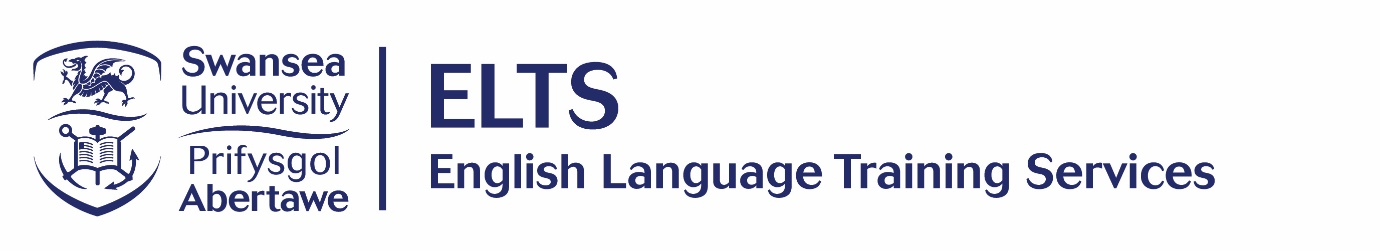 Swansea
University
Prifysgol
Abertawe
ELTS
English Language Training Services